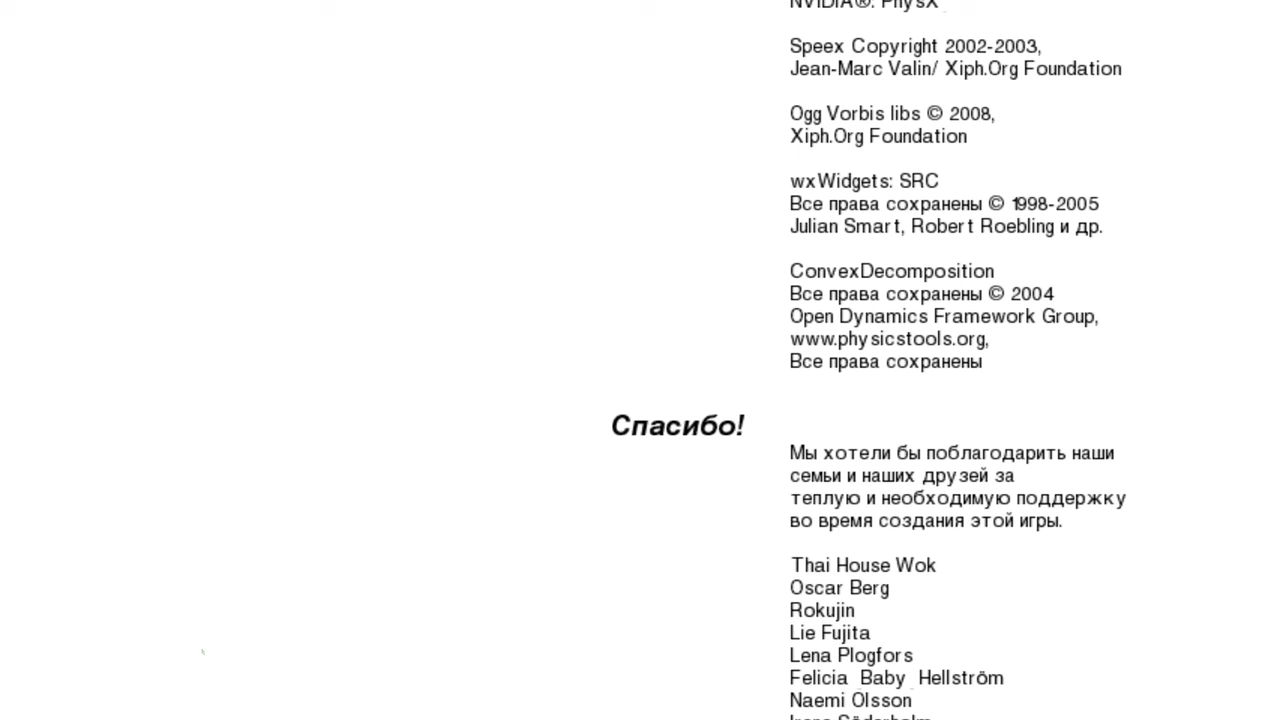 NVIDIA®: PhysX
Speex Copyright 2002-2003,
Jean-Marc Valin/ Xiph.Org Foundation
Ogg Vorbis libs © 2008,
Xiph.Org Foundation
wxWidgets: SRC
Все права сохранены © 1998-2005
Julian Smart, Robert Roebling и др.
ConvexDecomposition
Все права сохранены © 2004
Open Dynamics Framework Group,
www.physicstools.org,
Все права сохранены
Спасибо!
Мы хотели бы поблагодарить наши
семьи и наших друзей за
теплую и необходимую поддержку
во время создания этой игры.
Thai House Wok
Oscar Berg
Rokujin
Lie Fujita
Lena Plogfors
Felicia _Baby_ Hellström
Naemi Olsson